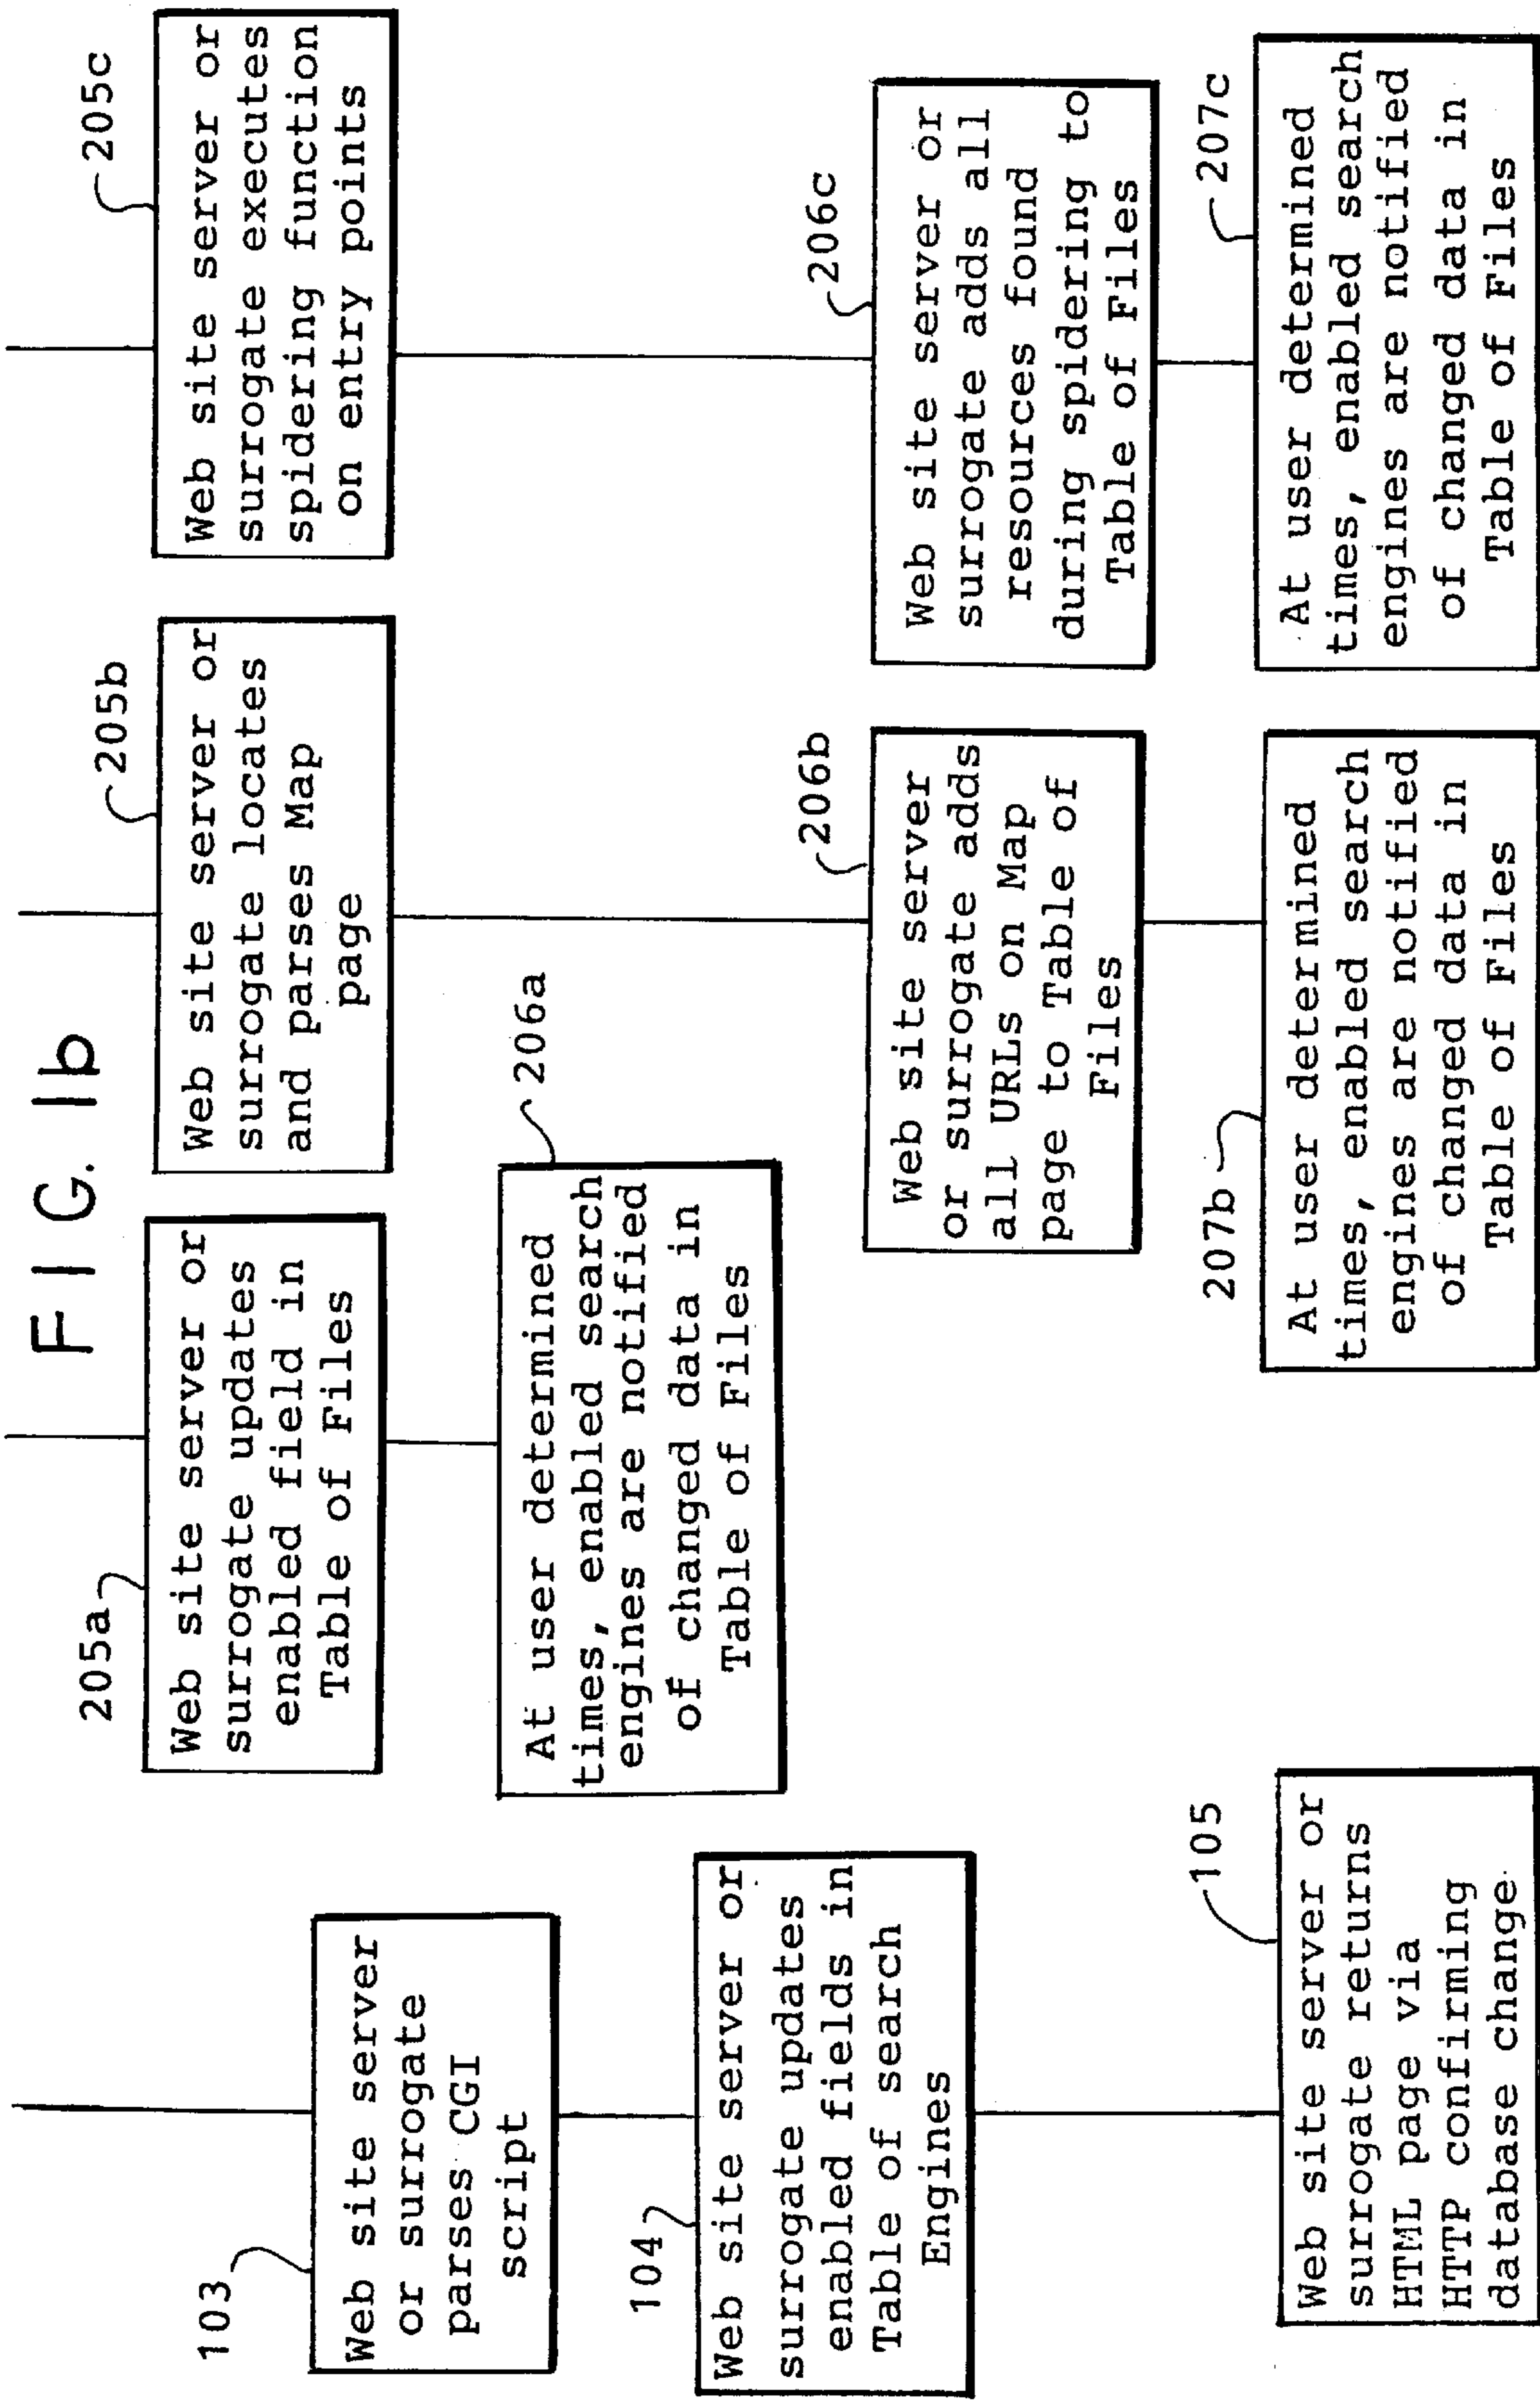 FIG. 1b
103
Web site server
or surrogate
parses CGI
script
104
Web site server or
surrogate updates
enabled fields in
Table of search
Engines
105
Web site server or
surrogate returns
HTML page via
HTTP confirming
database change
205a
Web site server or
surrogate updates
enabled field in
Table of Files
206a
At user determined
times, enabled search
engines are notified
of changed data in
Table of Files
205b
Web site server or
surrogate locates
and parses Map
page
206b
Web site server
or surrogate adds
all URLs on Map
page to Table of
Files
207b
At user determined
times, enabled search
engines are notified
of changed data in
Table of Files
205c
Web site server or
surrogate executes
spidering function
on entry points
206c
Web site server or
surrogate adds all
resources found
during spidering to
Table of Files
207c
At user determined
times, enabled search
engines are notified
of changed data in
Table of Files